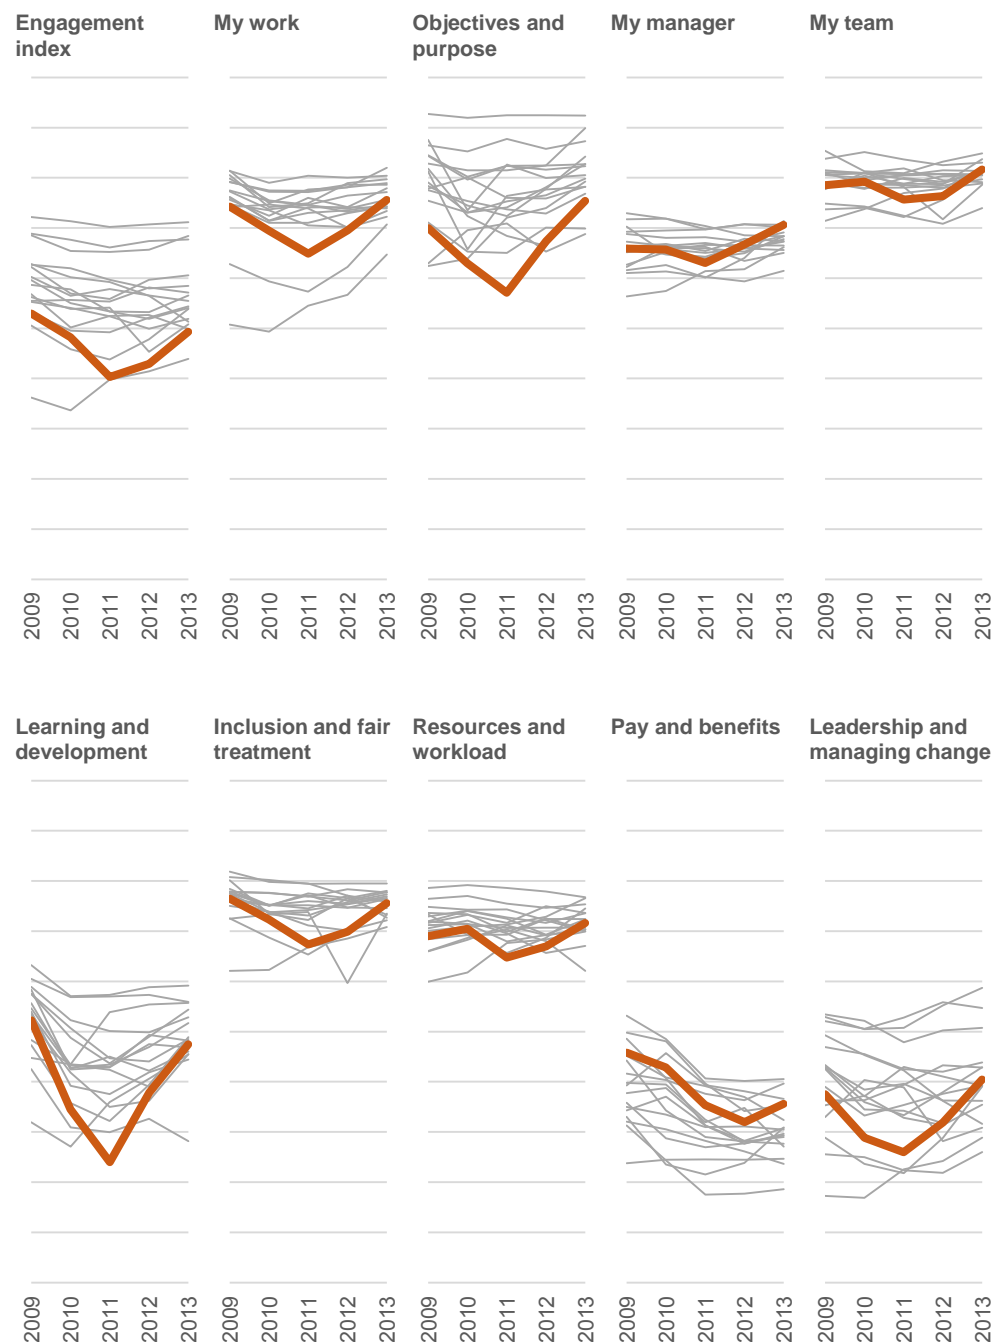 Engagement index
My work
Objectives and purpose
My manager
My team
2009 2010 2011 2012 2013
2009 2010 2011 2012 2013
2009 2010 2011 2012 2013
2009 2010 2011 2012 2013
2009 2010 2011 2012 2013
Learning and development
Inclusion and fair treatment
Resources and workload
Pay and benefits
Leadership and managing change
2009 2010 2011 2012 2013
2009 2010 2011 2012 2013
2009 2010 2011 2012 2013
2009 2010 2011 2012 2013
2009 2010 2011 2012 2013